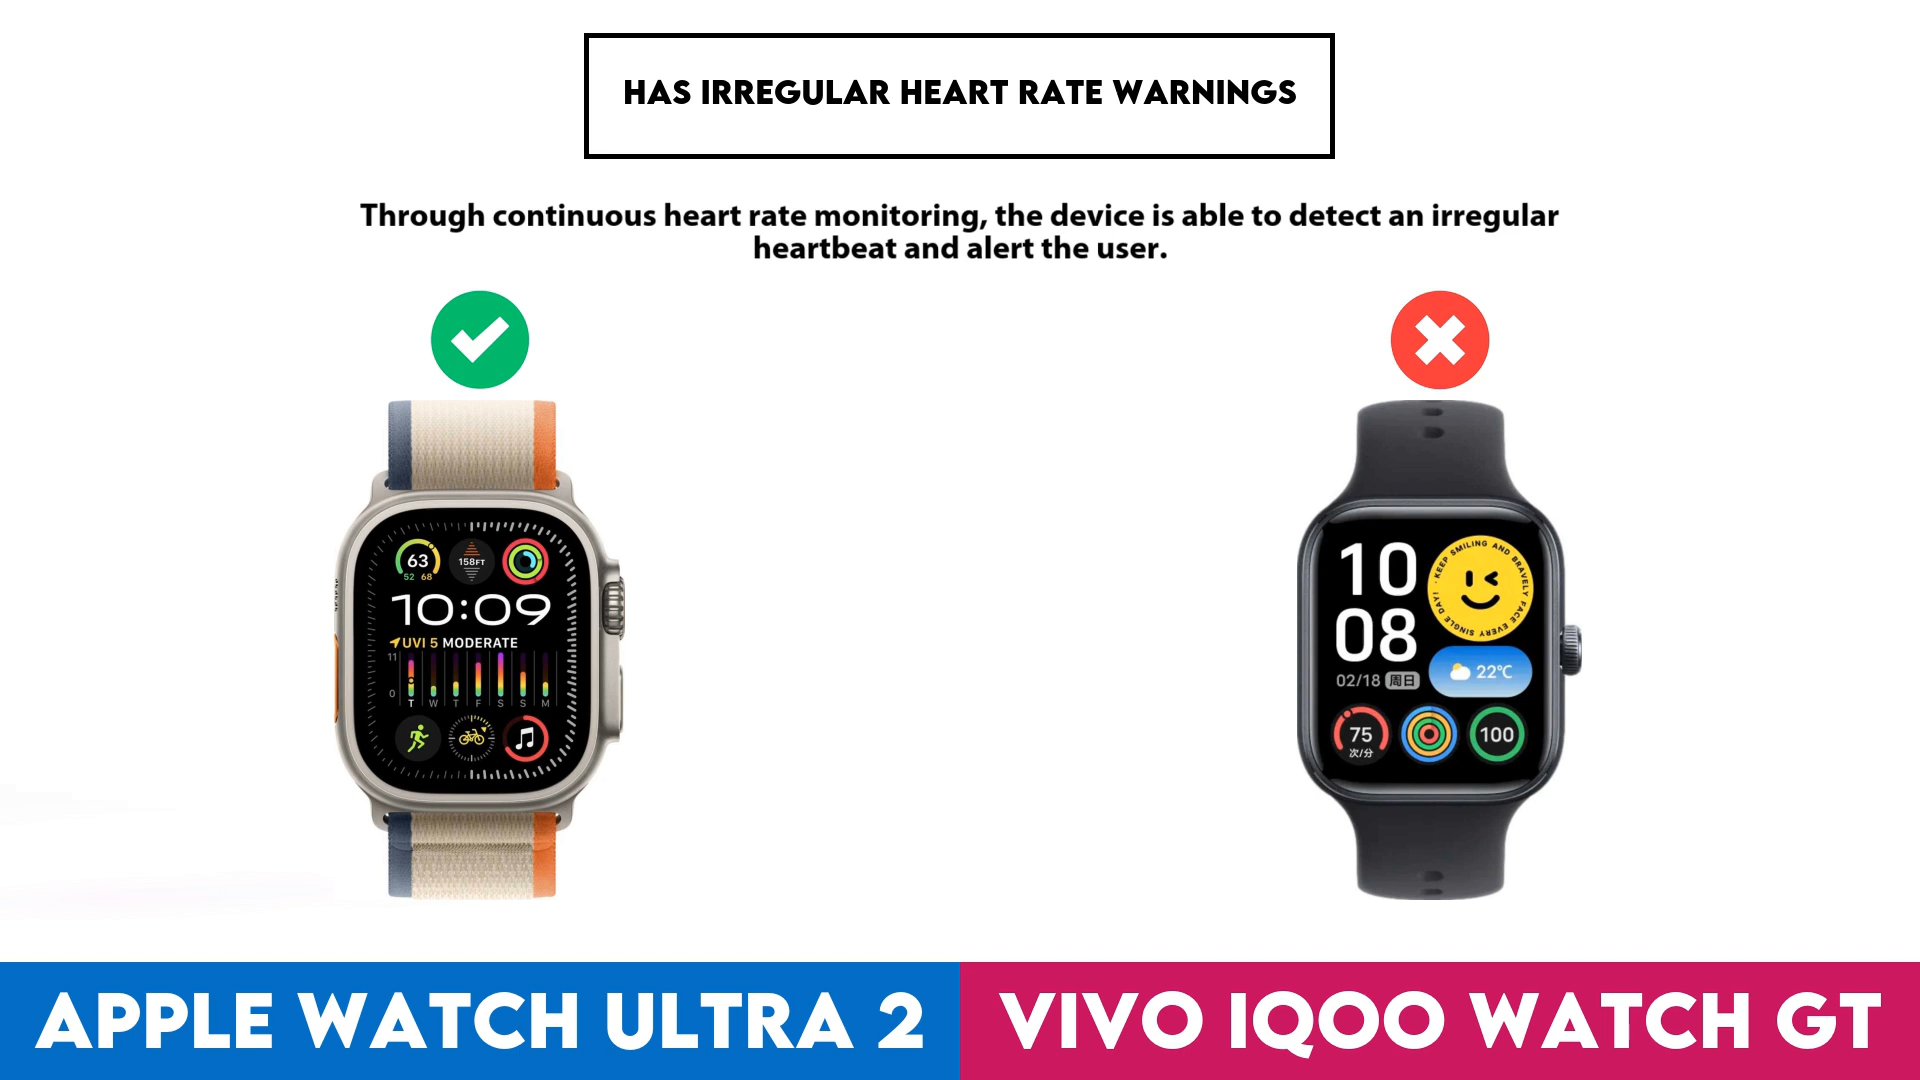 HAS IRREGULAR HEART RATE WARNINGS
Through continuous heart rate monitoring, the device is able to detect an irregular
heartbeat and alert the user.
63
52 68
158FT
10:09
UVI 5 MODERATE
11
0
T W T F S S M
10
08
KEEP SMILING AND BRAVELY FACE EVERY SINGLE DAY!
22°C
02/18 周日
75
次/分
100
APPLE WATCH ULTRA 2
VIVO IQOO WATCH GT